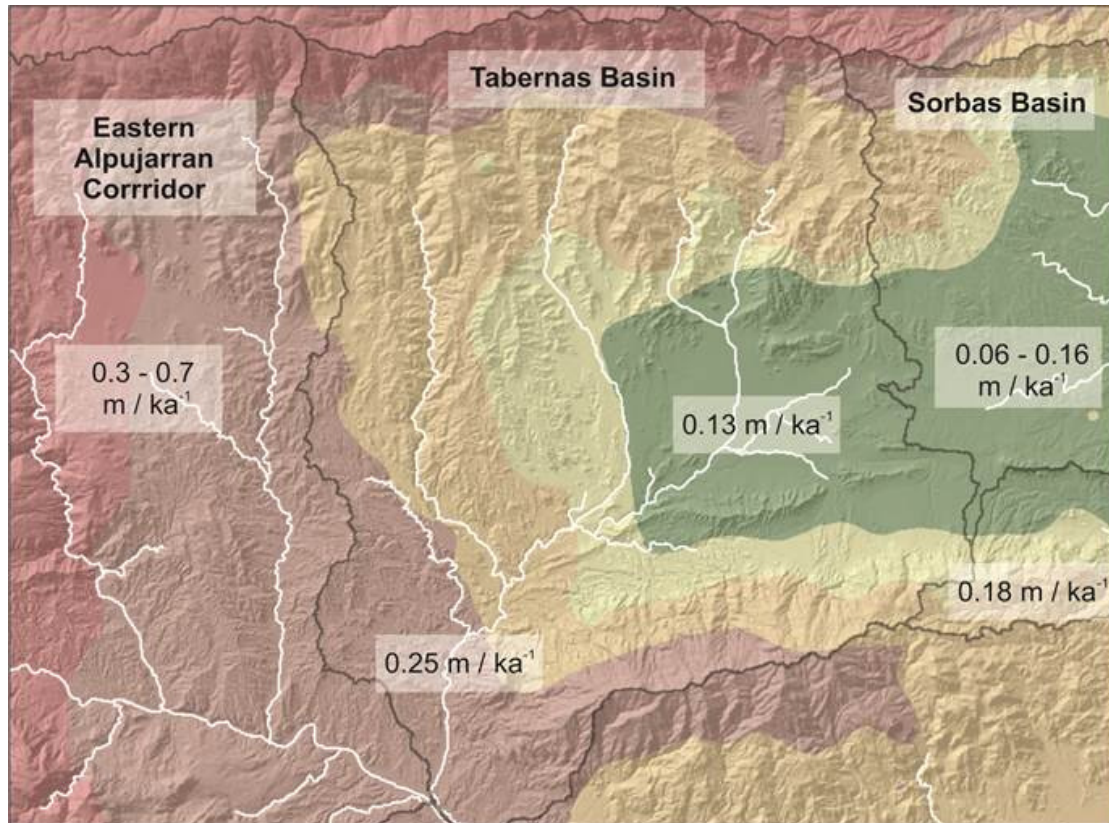 Tabernas Basin
Sorbas Basin
Eastern
Alpujarran
Corrridor
0.3 - 0.7
m / ka⁻¹
0.06 - 0.16
m / ka⁻¹
0.13 m / ka⁻¹
0.18 m / ka⁻¹
0.25 m / ka⁻¹